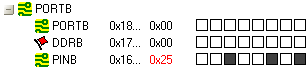 PORTB
PORTB 0x18... 0x00
DDRB 0x17... 0x00
PINB 0x16... 0x25